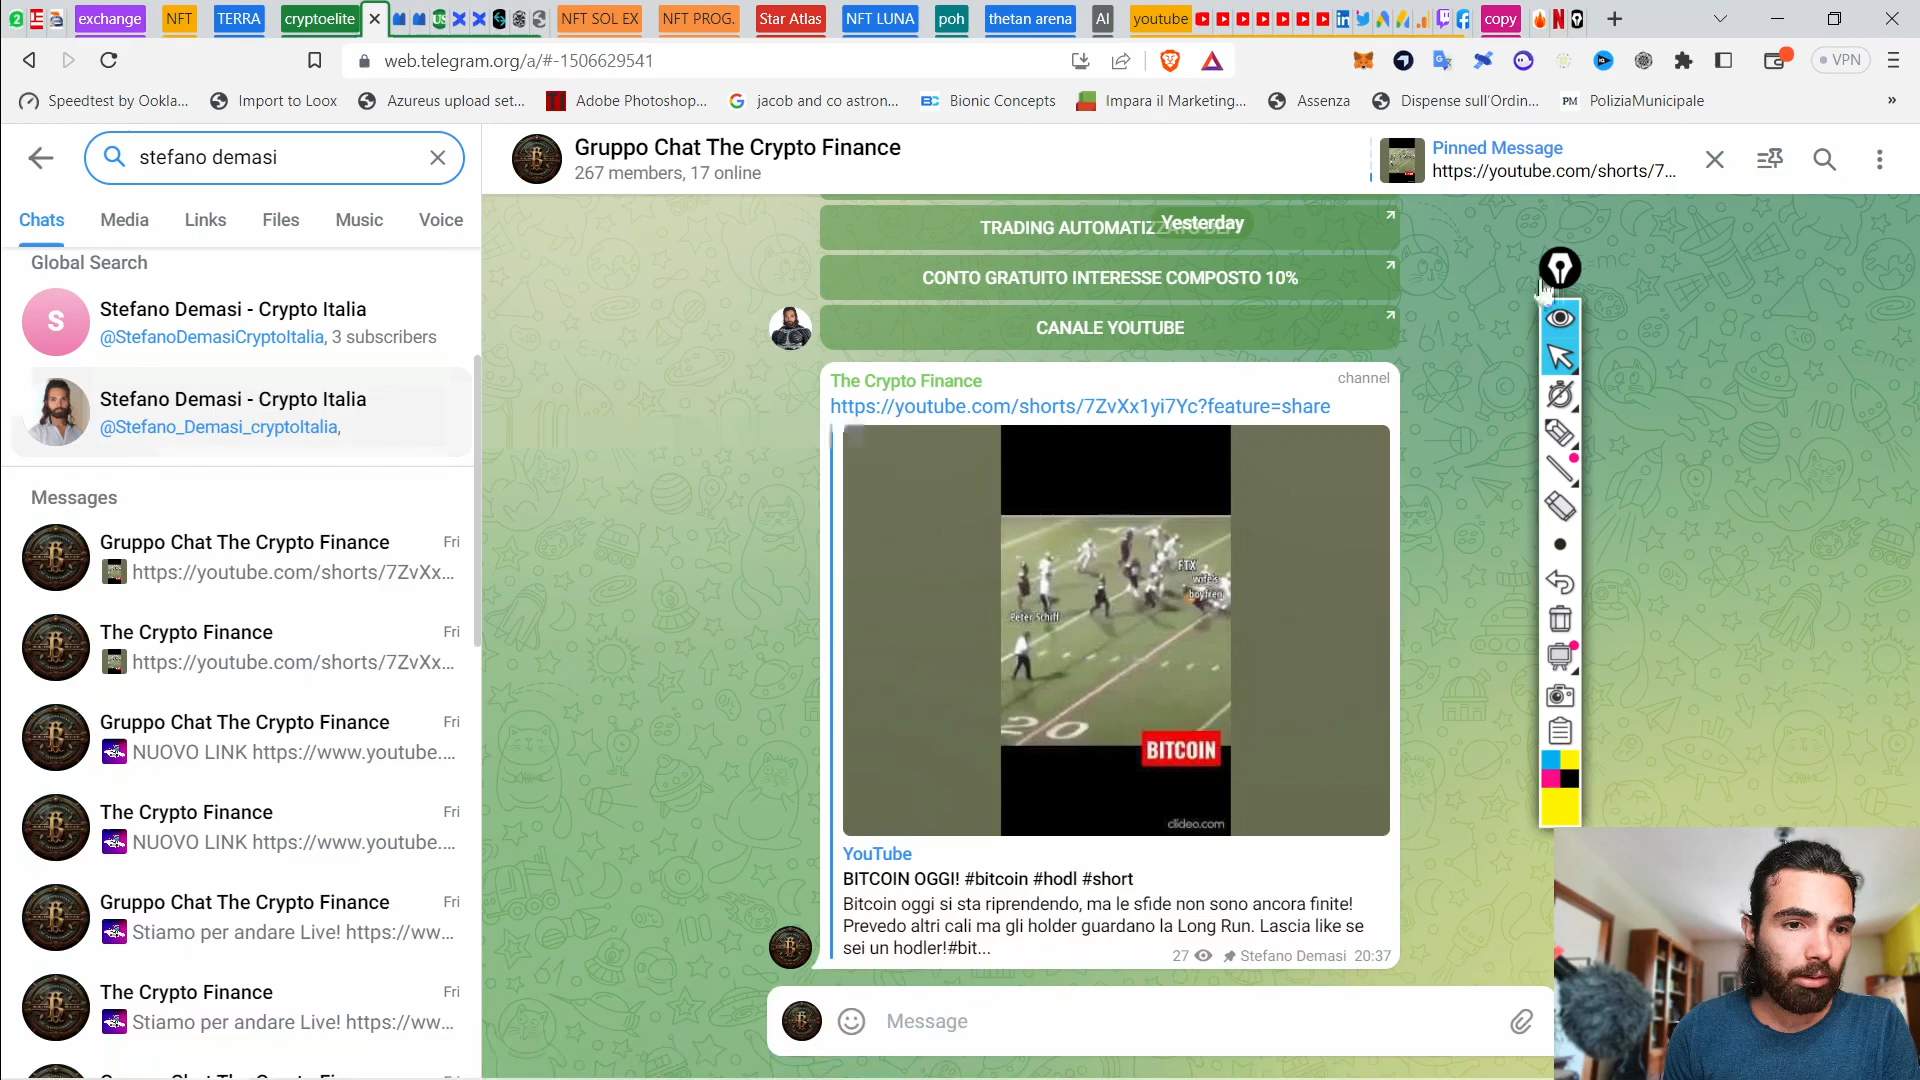 exchange
NFT
TERRA
cryptoelite
NFT SOL EX
NFT PROG.
Star Atlas
NFT LUNA
poh
thetan arena
AI
youtube
copy
web.telegram.org/a/#-1506629541
VPN
Speedtest by Ookla...
Import to Loox
Azureus upload set...
Adobe Photoshop...
jacob and co astron...
Bionic Concepts
Impara il Marketing...
Assenza
Dispense sull'Ordin...
PM PoliziaMunicipale
stefano demasi
Chats
Media
Links
Files
Music
Voice
Global Search
S
Stefano Demasi - Crypto Italia
@StefanoDemasiCryptoItalia, 3 subscribers
Stefano Demasi - Crypto Italia
@Stefano_Demasi_cryptoItalia,
Messages
Gruppo Chat The Crypto Finance Fri
https://youtube.com/shorts/7ZvXx...
The Crypto Finance Fri
https://youtube.com/shorts/7ZvXx...
Gruppo Chat The Crypto Finance Fri
NUOVO LINK https://www.youtube....
The Crypto Finance Fri
NUOVO LINK https://www.youtube....
Gruppo Chat The Crypto Finance Fri
Stiamo per andare Live! https://ww...
The Crypto Finance Fri
Stiamo per andare Live! https://ww...
Gruppo Chat The Crypto Finance
267 members, 17 online
Pinned Message
https://youtube.com/shorts/7...
TRADING AUTOMATIZ
Yesterday
CONTO GRATUITO INTERESSE COMPOSTO 10%
CANALE YOUTUBE
The Crypto Finance channel
https://youtube.com/shorts/7ZvXx1yi7Yc?feature=share
FTX
wife's
boyfren
Peter Schiff
20
BITCOIN
clideo.com
YouTube
BITCOIN OGGI! #bitcoin #hodl #short
Bitcoin oggi si sta riprendendo, ma le sfide non sono ancora finite!
Prevedo altri cali ma gli holder guardano la Long Run. Lascia like se
sei un hodler!#bit...
27 Stefano Demasi 20:37
Message